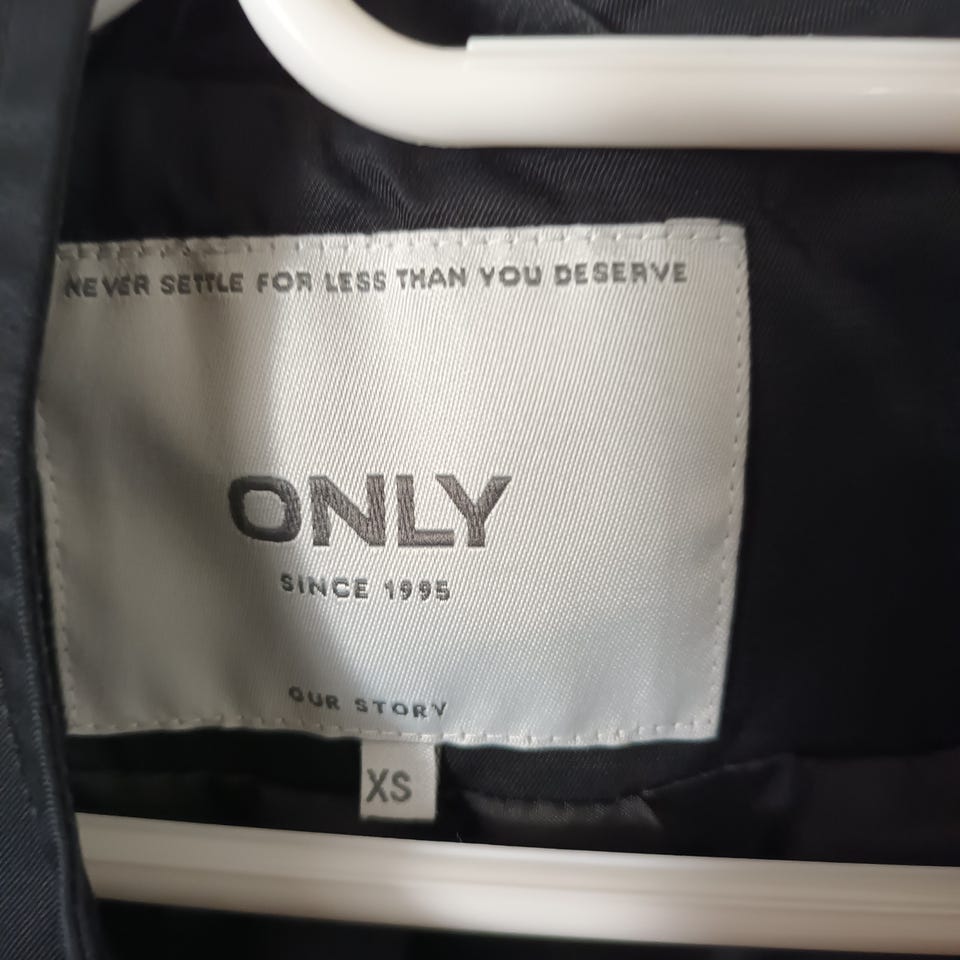 NEVER SETTLE FOR LESS THAN YOU DESERVE
ONLY
SINCE 1995
OUR STORY
XS